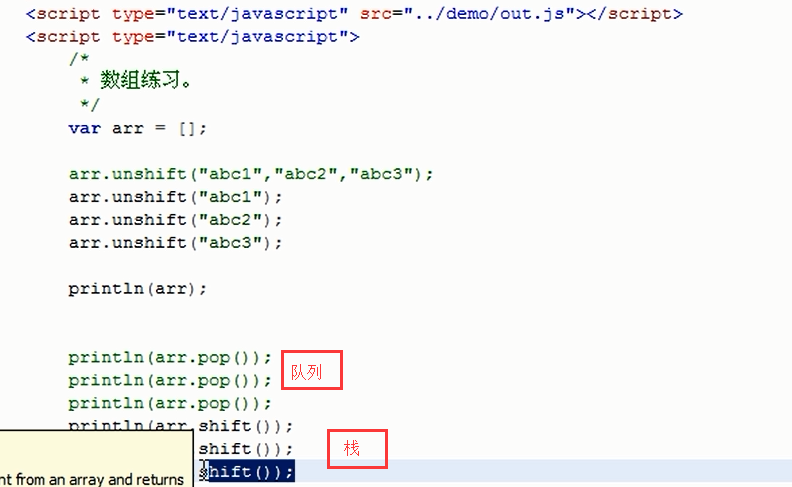 <script type="text/javascript" src="../demo/out.js"></script>
<script type="text/javascript">
/*
* 数组练习。
*/
var arr = [];
arr.unshift("abc1","abc2","abc3");
arr.unshift("abc1");
arr.unshift("abc2");
arr.unshift("abc3");
println(arr);
println(arr.pop());
println(arr.pop());
队列
println(arr.pop());
println(arr.shift());
shift());
栈
hift());
nt from an array and returns